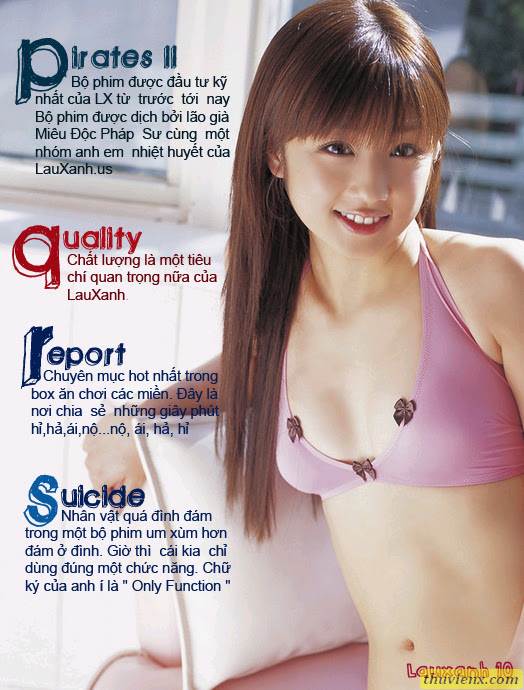 Pirates II
Bộ phim được đầu tư kỹ
nhất của LX từ trước tới nay
Bộ phim được dịch bởi lão già
Miêu Độc Pháp Sư cùng một
nhóm anh em nhiệt huyết của
LauXanh.us
quality
Chất lượng là một tiêu
chí quan trọng nữa của
LauXanh.
report
Chuyên mục hot nhất trong
box ăn chơi các miền. Đây là
nơi chia sẻ những giây phút
hỉ,hả,ái,nộ...nộ, ái, hả, hỉ
Suicide
Nhân vật quá đình đám
trong một bộ phim um xùm hơn
đám ở đình. Giờ thì cái kia chỉ
dùng đúng một chức năng. Chữ
ký của anh í là " Only Function "
Lauxanh 10
thuvienx.com